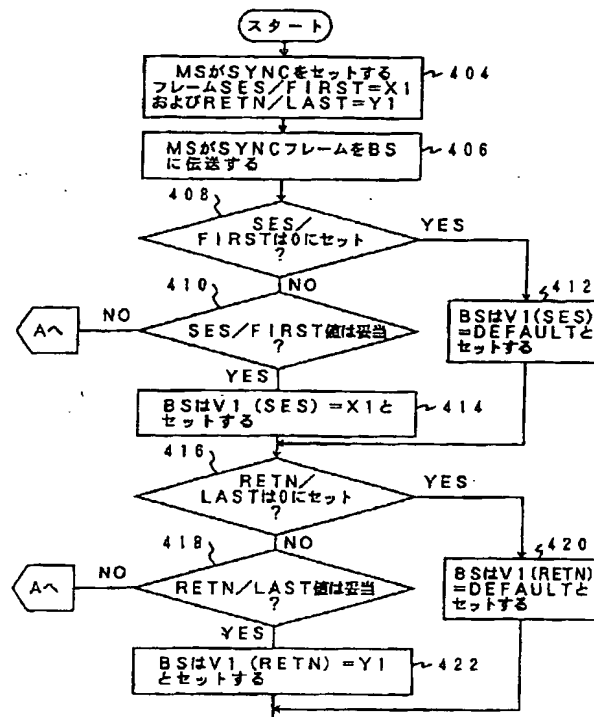 スタート
MSがSYNCをセットする
フレームSES/FIRST=X1
およびRETN/LAST=Y1
404
MSがSYNCフレームをBS
に伝送する
406
408
SES/
FIRSTは0にセット
?
YES
NO
410
412
SES/FIRST値は妥当
?
NO
Aへ
BSはV1(SES)
=DEFAULTと
セットする
YES
BSはV1(SES)=X1と
セットする
414
416
RETN/
LASTは0にセット
?
YES
NO
418
420
RETN/LAST値は妥当
?
NO
Aへ
BSはV1(RETN)
=DEFAULTと
セットする
YES
BSはV1(RETN)=Y1
とセットする
422